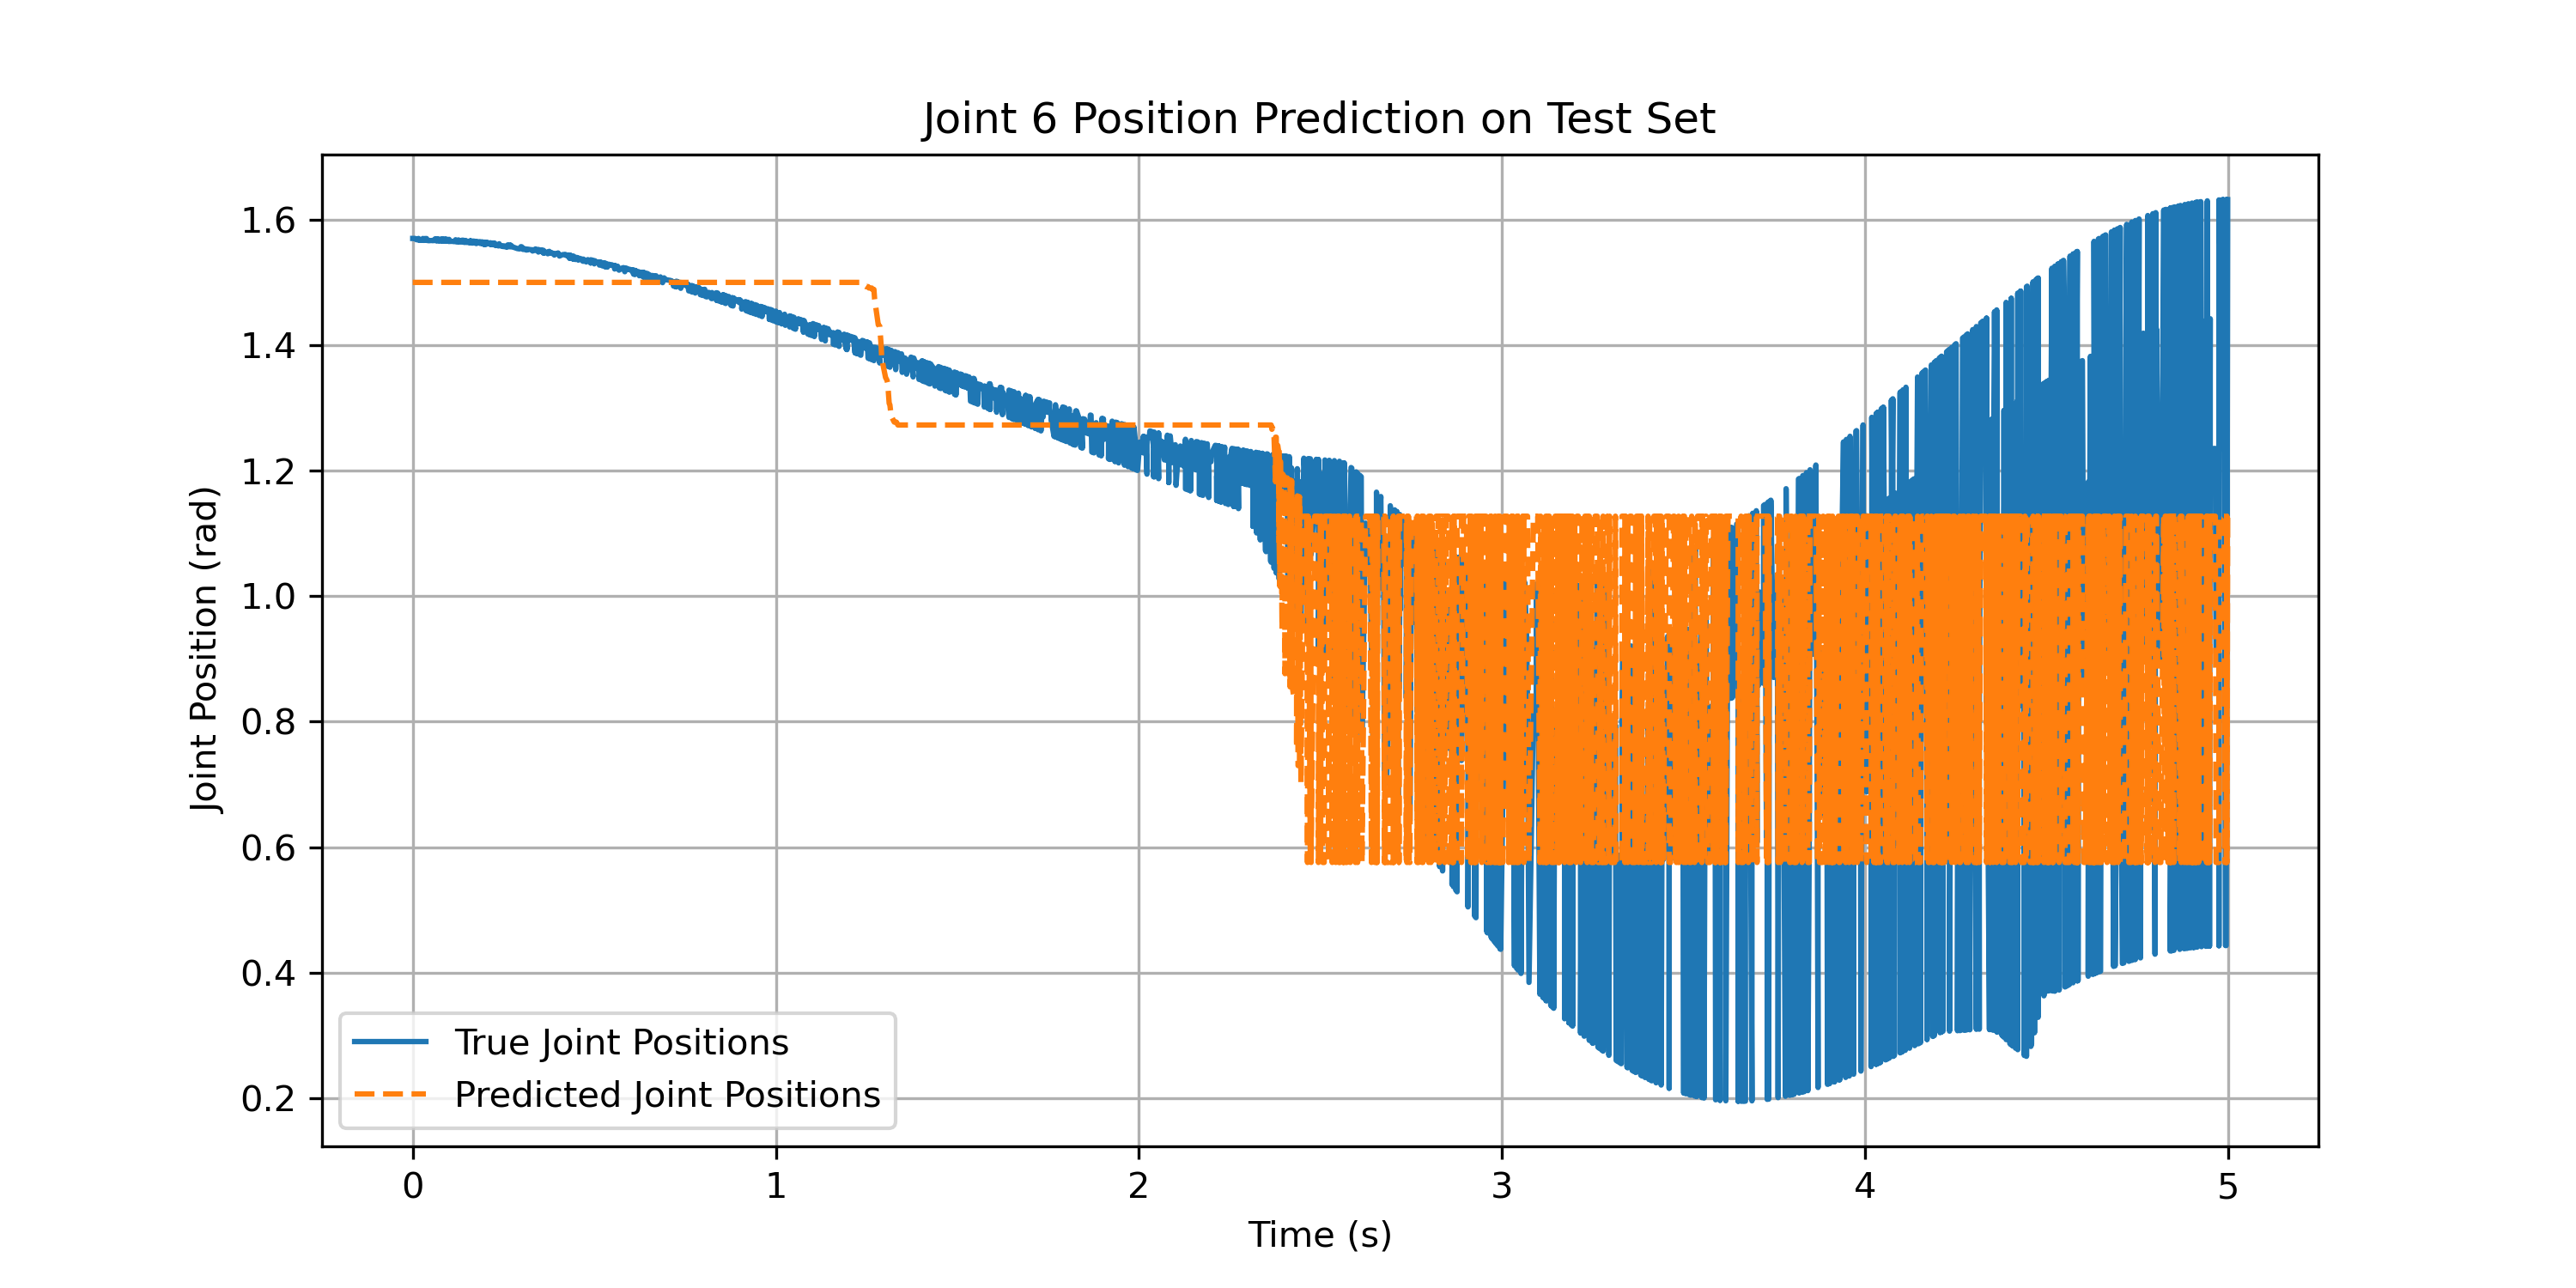 Joint 6 Position Prediction on Test Set
Joint Position (rad)
1.6
1.4
1.2
1.0
0.8
0.6
0.4
0.2
True Joint Positions
Predicted Joint Positions
0 1 2 3 4 5
Time (s)